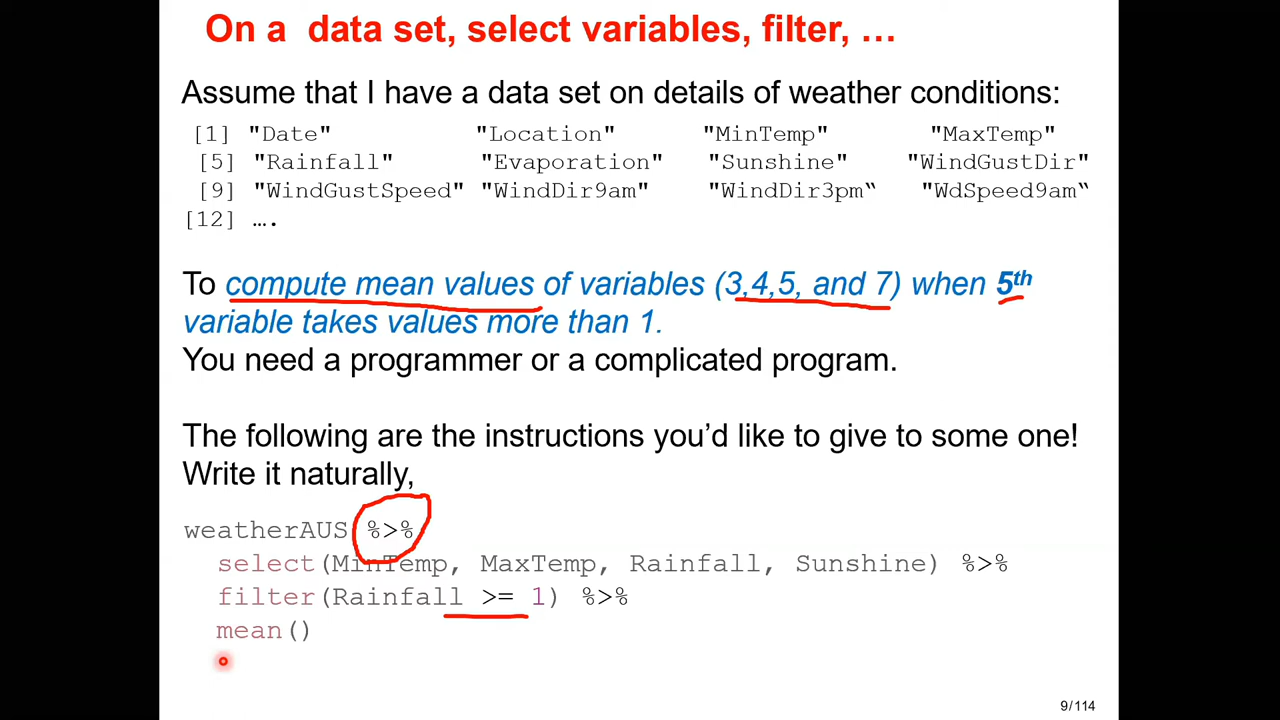 On a data set, select variables, filter, …
Assume that I have a data set on details of weather conditions:
[1] "Date" "Location" "MinTemp" "MaxTemp"
[5] "Rainfall" "Evaporation" "Sunshine" "WindGustDir"
[9] "WindGustSpeed" "WindDir9am" "WindDir3pm“ "WdSpeed9am“
[12] ….
To compute mean values of variables (3,4,5, and 7) when 5th
variable takes values more than 1.
You need a programmer or a complicated program.
The following are the instructions you’d like to give to some one!
Write it naturally,
weatherAUS %>%
select(MinTemp, MaxTemp, Rainfall, Sunshine) %>%
filter(Rainfall >= 1) %>%
mean()
9/114